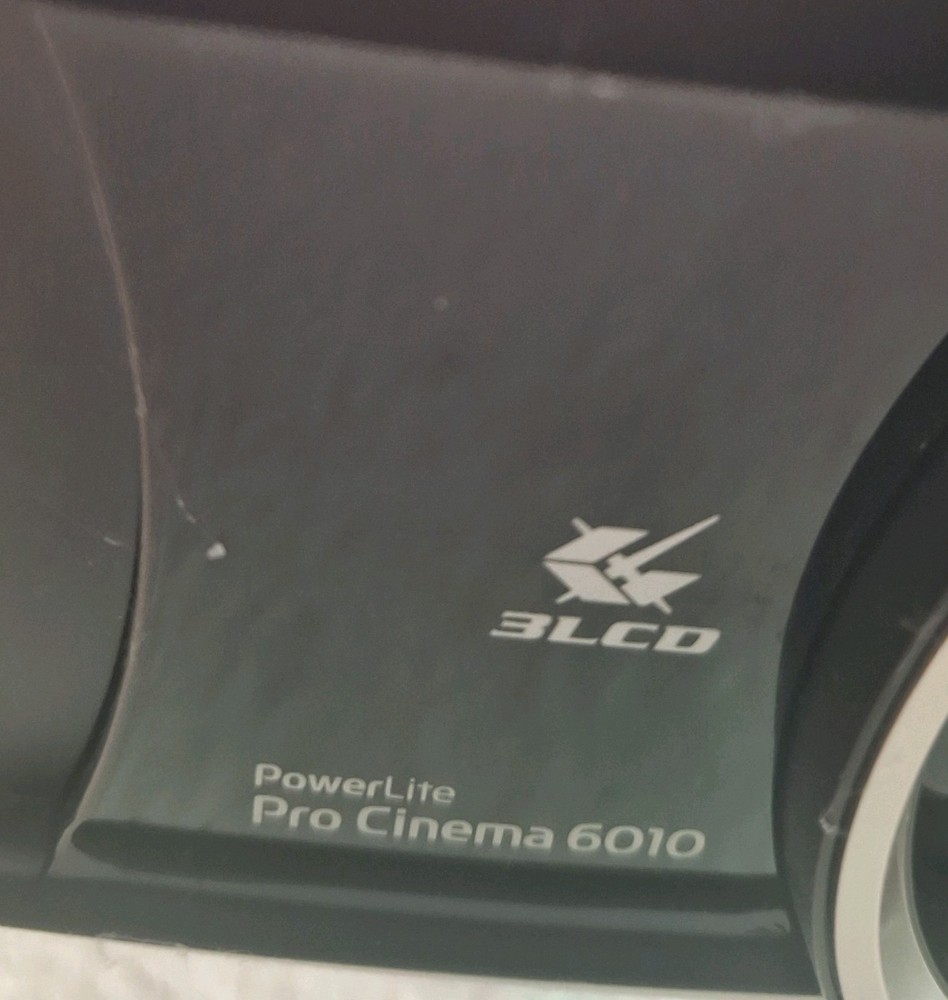 3LCD
PowerLite
Pro Cinema 6010